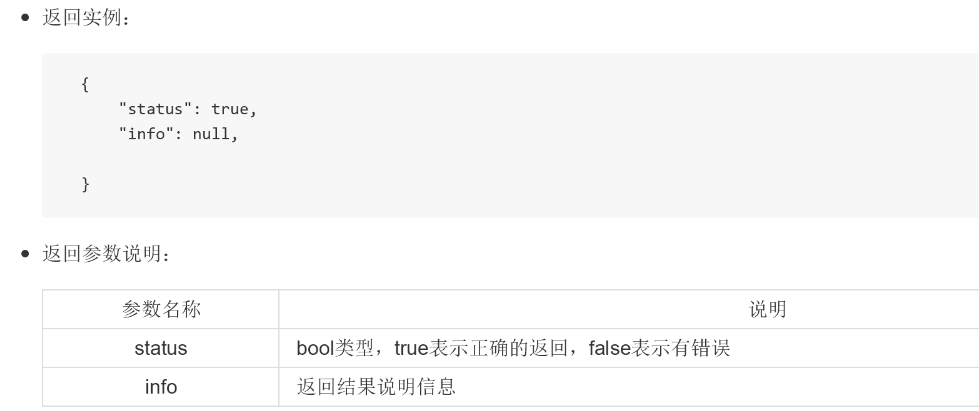 返回实例：
{
"status": true,
"info": null,
}
返回参数说明：
参数名称 说明
status bool类型，true表示正确的返回，false表示有错误
info 返回结果说明信息